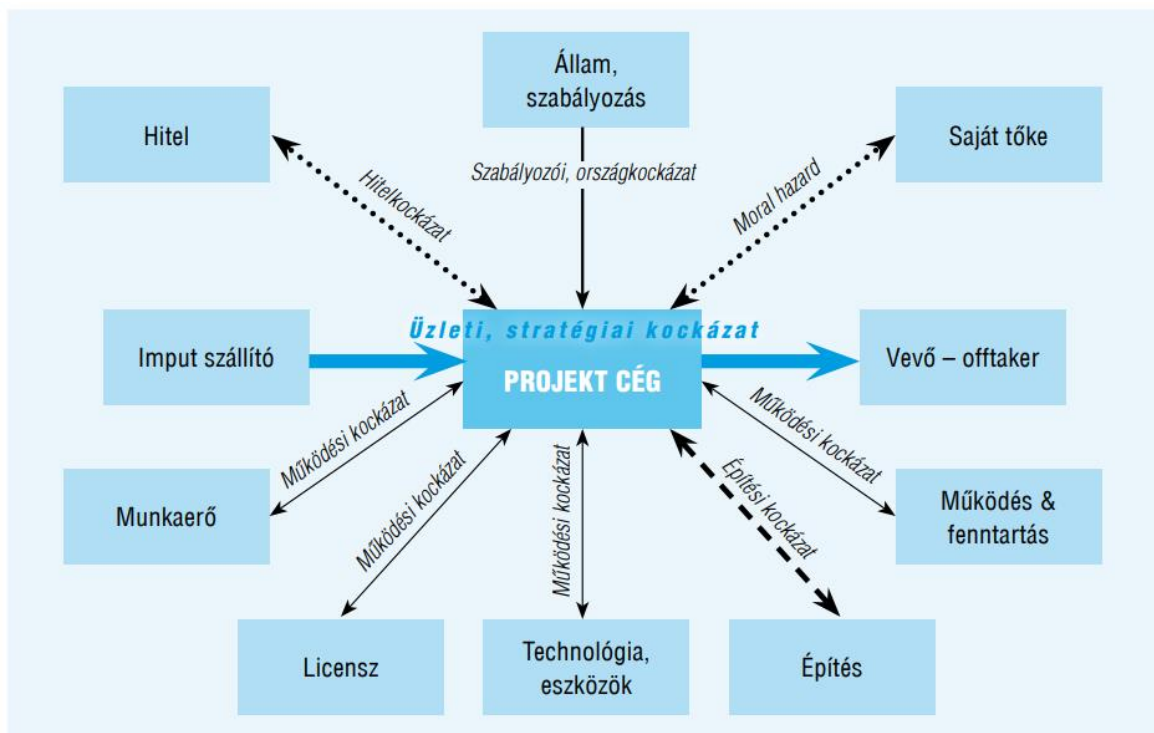 Állam,
szabályozás
Hitel
Saját tőke
Szabályozói, országkockázat
Hitelkockázat
Moral hazard
Üzleti, stratégiai kockázat
Imput szállító
PROJEKT CÉG
Vevő – offtaker
Működési kockázat
Működési kockázat
Működési kockázat
Építési kockázat
Működési kockázat
Munkaerő
Működés &
fenntartás
Licensz
Technológia,
eszközök
Építés